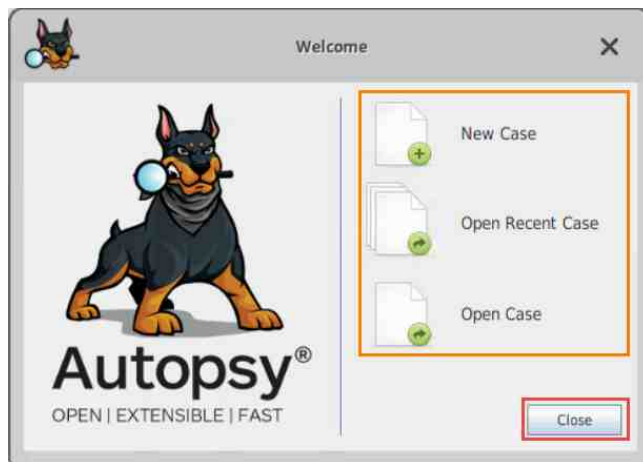 Welcome
New Case
Open Recent Case
Open Case
Autopsy®
OPEN | EXTENSIBLE | FAST
Close